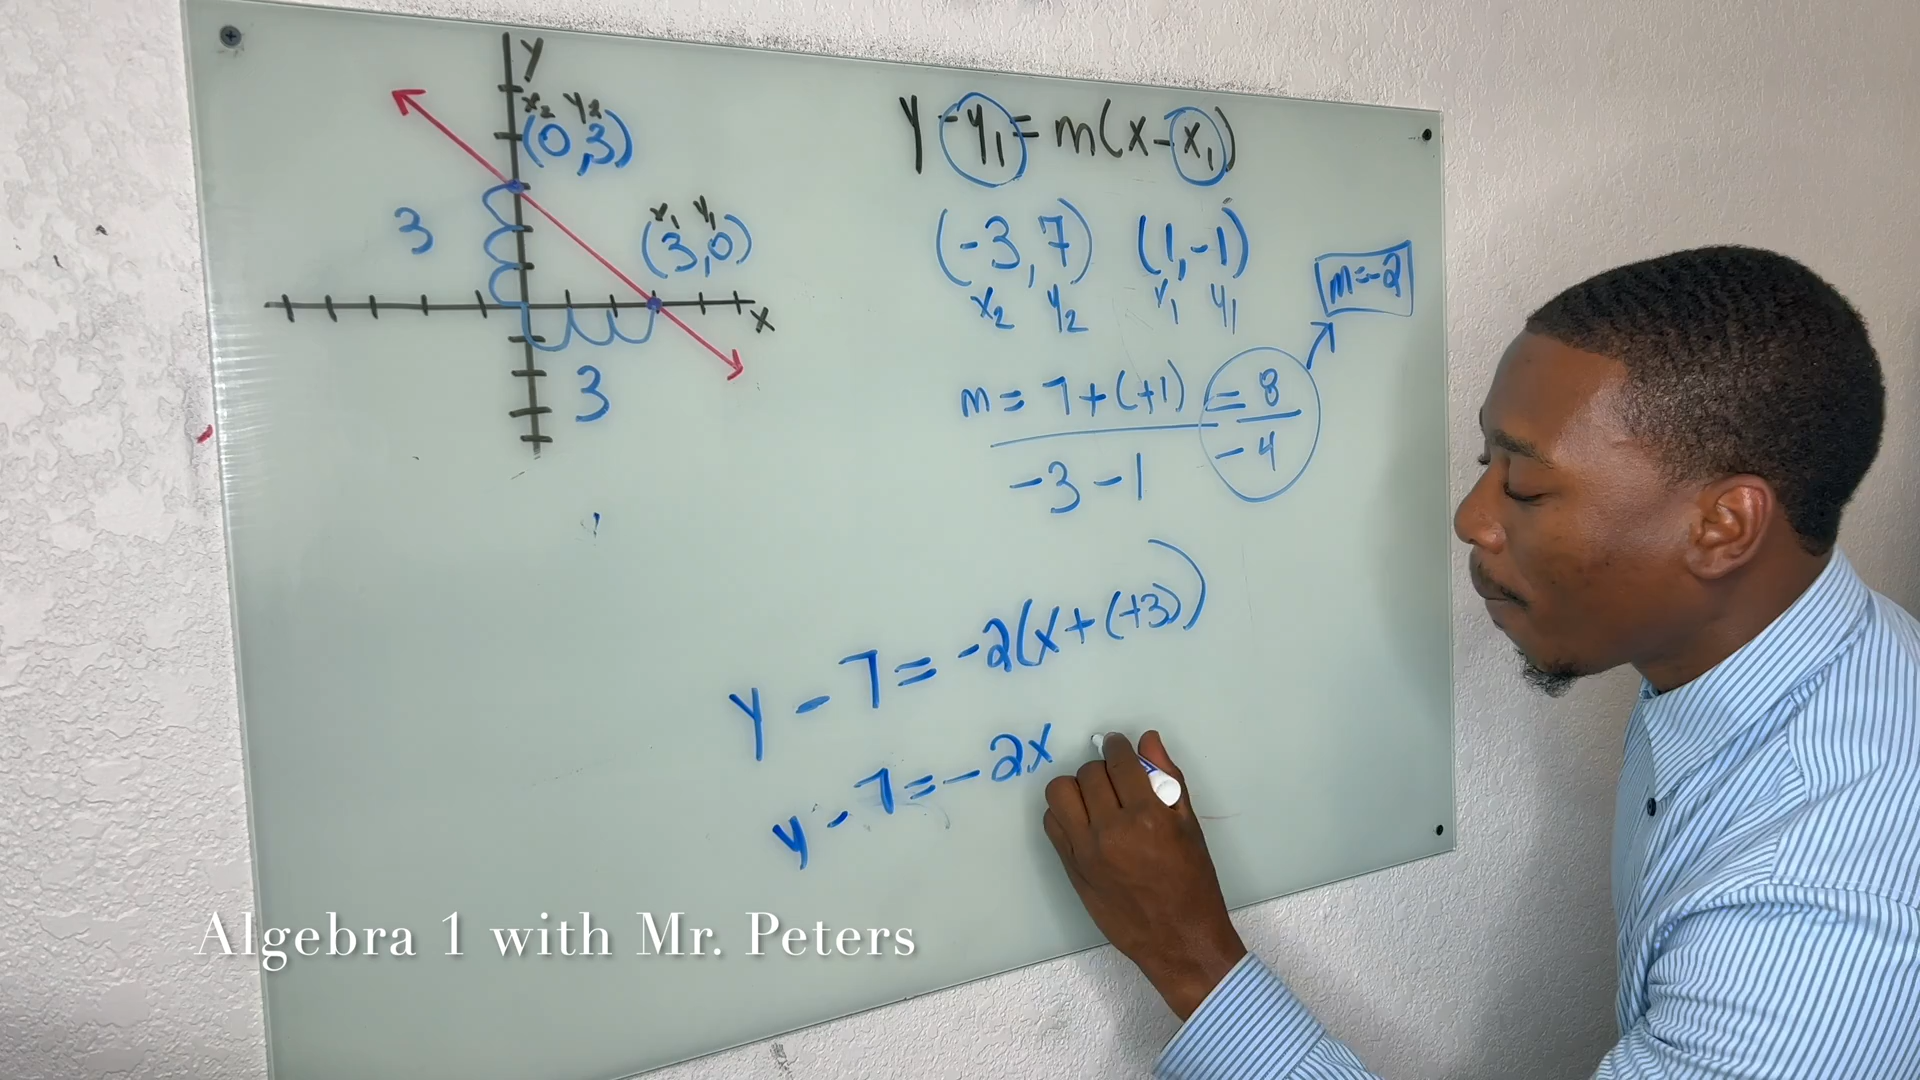 y
x₂ y₂
(0,3)
3
x₁ y₁
(3,0)
x
3
y - y₁ = m(x - x₁)
(-3, 7) (1, -1)
x₂ y₂ x₁ y₁
m = -2
m = 7 + (+1) = 8
-3 - 1 -4
y - 7 = -2(x + (+3))
y - 7 = -2x
Algebra 1 with Mr. Peters